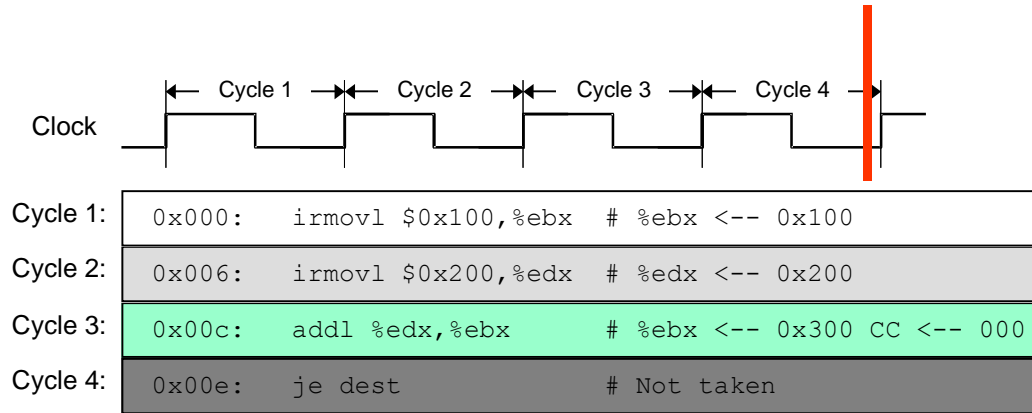 Cycle 1 Cycle 2 Cycle 3 Cycle 4
Clock
Cycle 1: 0x000: irmovl $0x100,%ebx # %ebx <-- 0x100
Cycle 2: 0x006: irmovl $0x200,%edx # %edx <-- 0x200
Cycle 3: 0x00c: addl %edx,%ebx # %ebx <-- 0x300 CC <-- 000
Cycle 4: 0x00e: je dest # Not taken